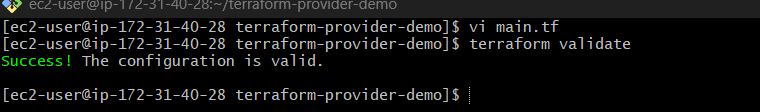 ec2-user@ip-172-31-40-28:~/terraform-provider-demo
[ec2-user@ip-172-31-40-28 terraform-provider-demo]$ vi main.tf
[ec2-user@ip-172-31-40-28 terraform-provider-demo]$ terraform validate
Success! The configuration is valid.
[ec2-user@ip-172-31-40-28 terraform-provider-demo]$